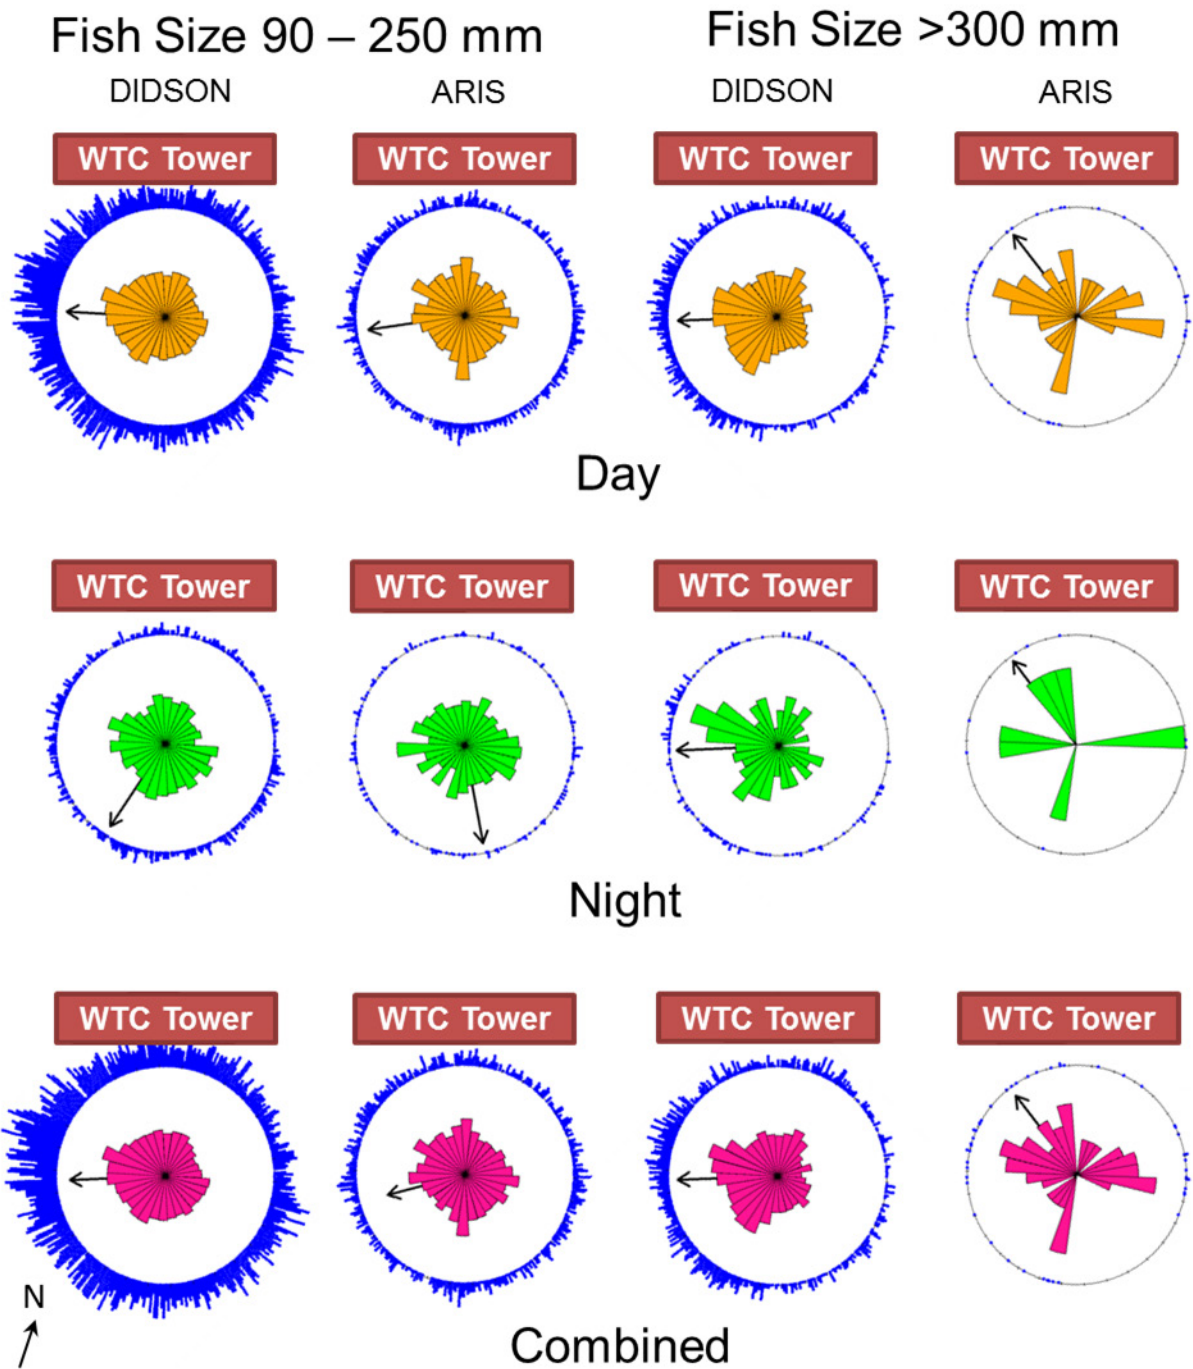 Fish Size 90 – 250 mm
Fish Size >300 mm
DIDSON
ARIS
DIDSON
ARIS
WTC Tower
WTC Tower
WTC Tower
WTC Tower
Day
WTC Tower
WTC Tower
WTC Tower
WTC Tower
Night
WTC Tower
WTC Tower
WTC Tower
WTC Tower
N
Combined